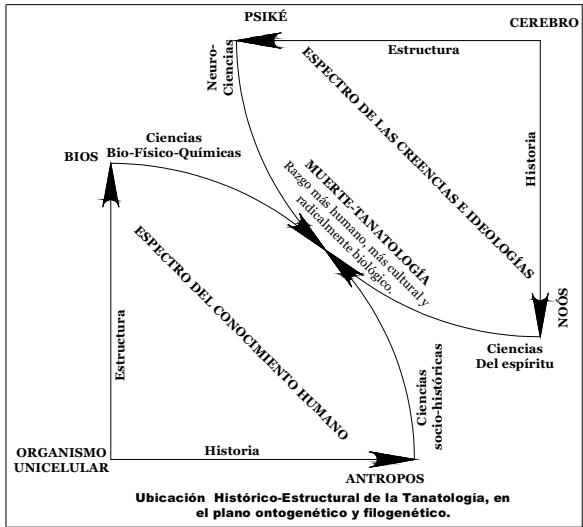 PSIKÉ
CEREBRO
Estructura
Neuro-
Ciencias
ESPECTRO DE LAS CREENCIAS E IDEOLOGÍAS
Historia
Ciencias
Bio-Físico-Químicas
BIOS
MUERTE-TANATOLOGÍA
Razgo más humano, más cultural y
radicalmente biológico
NOÓS
Ciencias
Del espíritu
ESPECTRO DEL CONOCIMIENTO HUMANO
Estructura
Ciencias
socio-históricas
Historia
ORGANISMO
UNICELULAR
ANTROPOS
Ubicación Histórico-Estructural de la Tanatología, en
el plano ontogenético y filogenético.